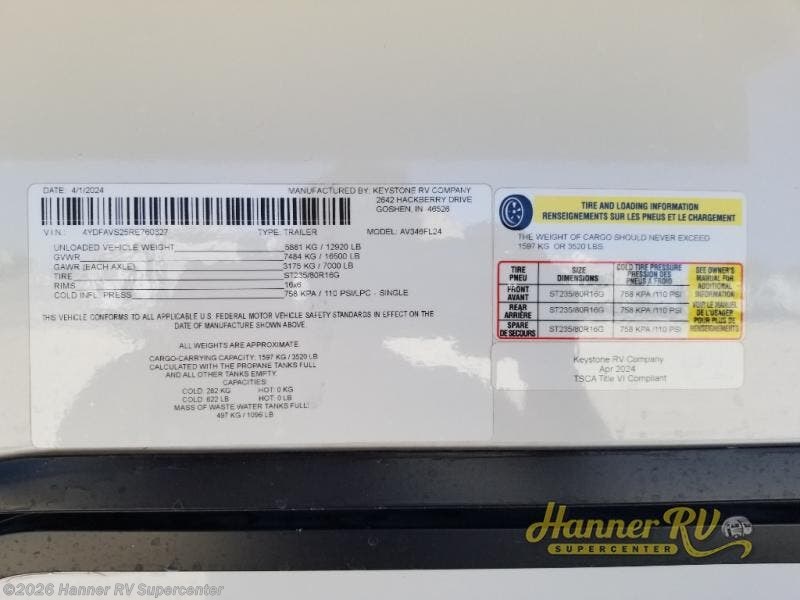 DATE: 4/1/2024 MANUFACTURED BY: KEYSTONE RV COMPANY
2642 HACKBERRY DRIVE
GOSHEN, IN 46526
V.I.N.: 4YDFAVS25RE760327 TYPE: TRAILER MODEL: AV346FL24
UNLOADED VEHICLE WEIGHT 5861 KG / 12920 LB
GVWR 7484 KG / 16500 LB
GAWR (EACH AXLE) 3175 KG / 7000 LB
TIRE ST235/80R16G
RIMS 16x6
COLD INFL. PRESS 758 KPA / 110 PSI/LPC - SINGLE
THIS VEHICLE CONFORMS TO ALL APPLICABLE U.S. FEDERAL MOTOR VEHICLE SAFETY STANDARDS IN EFFECT ON THE
DATE OF MANUFACTURE SHOWN ABOVE.
ALL WEIGHTS ARE APPROXIMATE
CARGO-CARRYING CAPACITY: 1597 KG / 3520 LB
CALCULATED WITH THE PROPANE TANKS FULL
AND ALL OTHER TANKS EMPTY.
CAPACITIES:
COLD: 282 KG HOT: 0 KG
COLD: 622 LB HOT: 0 LB
MASS OF WASTE WATER TANKS FULL:
497 KG / 1096 LB
TIRE AND LOADING INFORMATION
RENSEIGNEMENTS SUR LES PNEUS ET LE CHARGEMENT
THE WEIGHT OF CARGO SHOULD NEVER EXCEED
1597 KG OR 3520 LBS.
TIRE
PNEU
SIZE
DIMENSIONS
COLD TIRE PRESSURE
PRESSION DES
PNEUS A FROID
SEE OWNER'S
MANUAL FOR
ADDITIONAL
INFORMATION
VOIR LE MANUEL
DE L'USAGER
POUR PLUS DE
RENSEIGNEMENTS
FRONT
AVANT
ST235/80R16G 758 KPA /110 PSI
REAR
ARRIÈRE
ST235/80R16G 758 KPA /110 PSI
SPARE
DE SECOURS
ST235/80R16G 758 KPA /110 PSI
Keystone RV Company
Apr 2024
TSCA Title VI Compliant
Hanner RV
SUPERCENTER
©2026 Hanner RV Supercenter